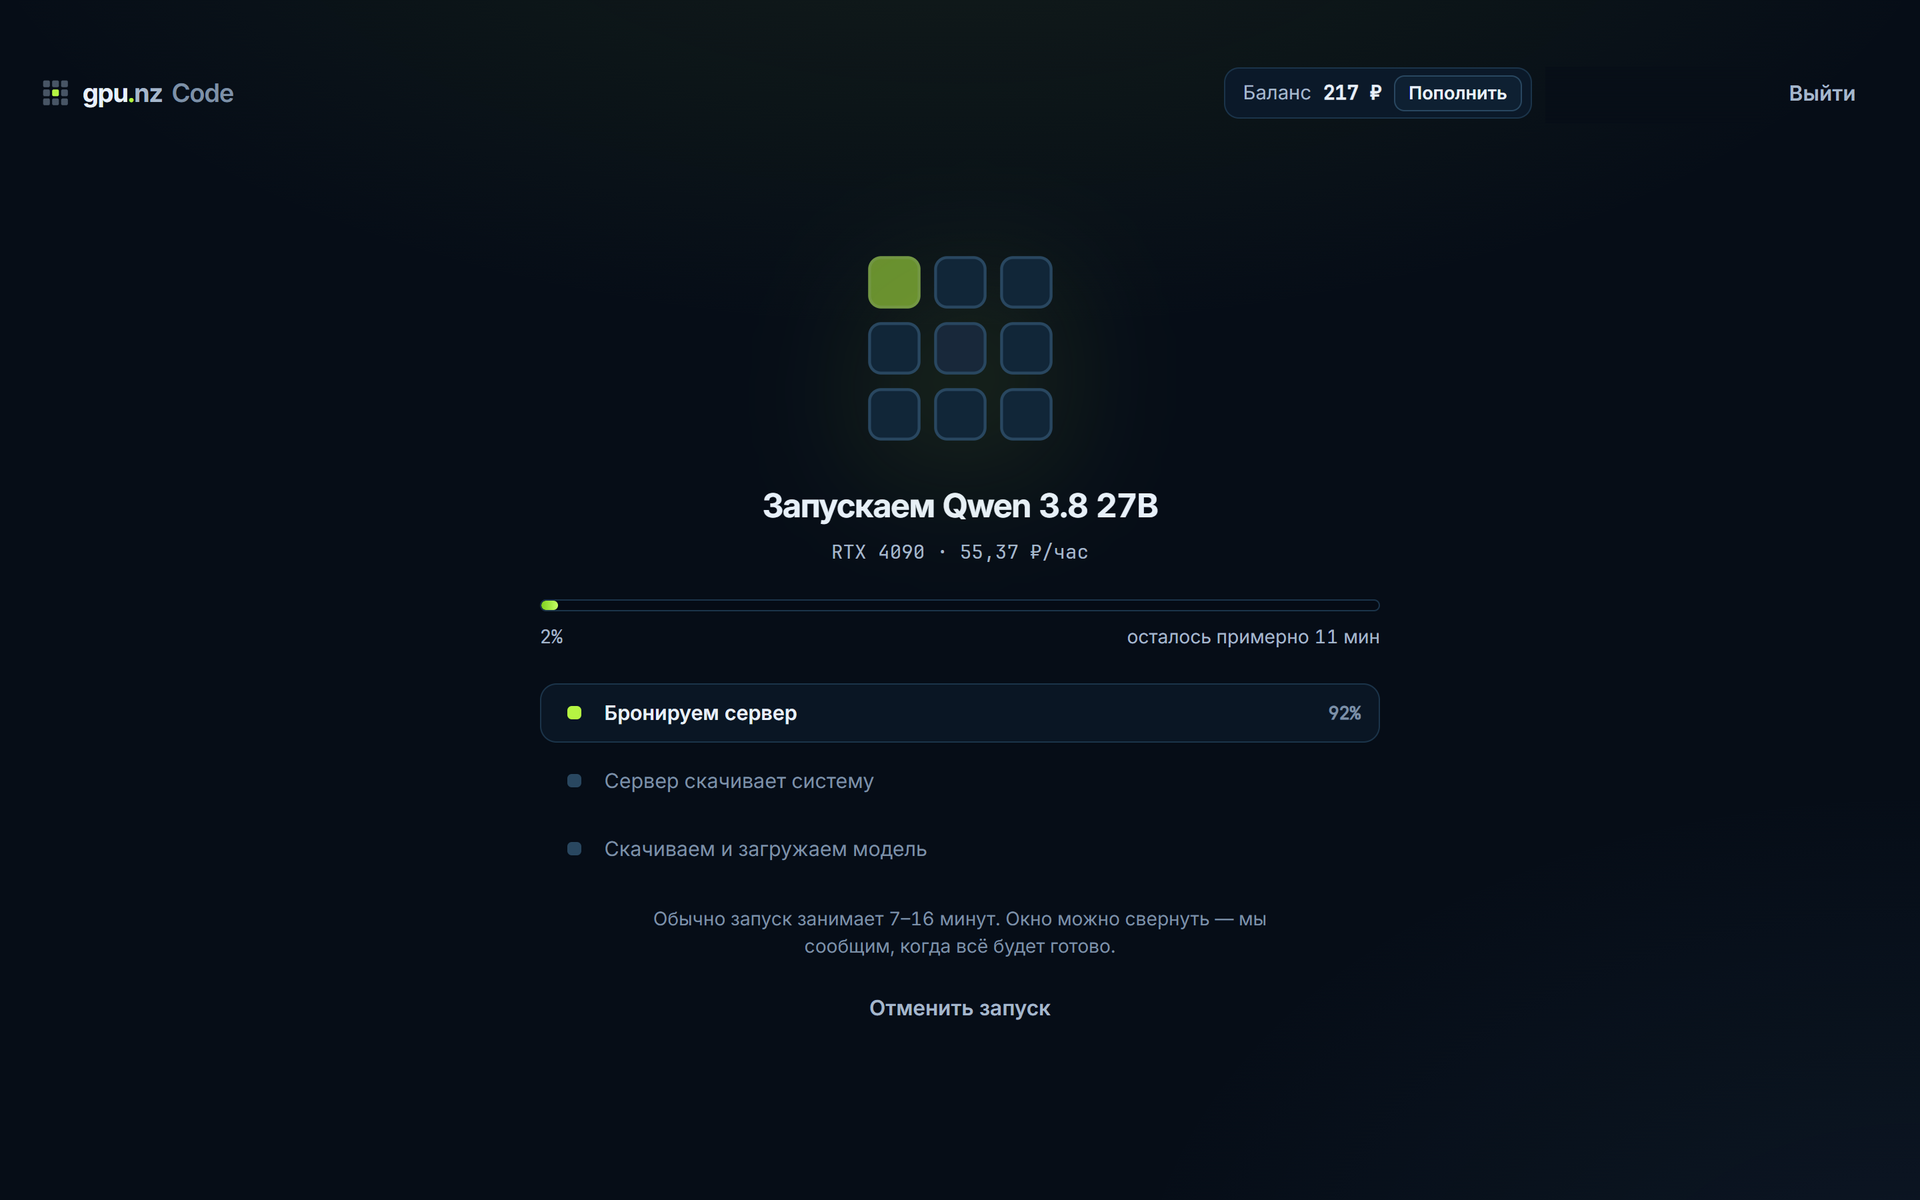 gpu.nz Code
Баланс 217 ₽ Пополнить
Выйти
Запускаем Qwen 3.8 27B
RTX 4090 · 55,37 ₽/час
2% осталось примерно 11 мин
Бронируем сервер 92%
Сервер скачивает систему
Скачиваем и загружаем модель
Обычно запуск занимает 7–16 минут. Окно можно свернуть — мы
сообщим, когда всё будет готово.
Отменить запуск